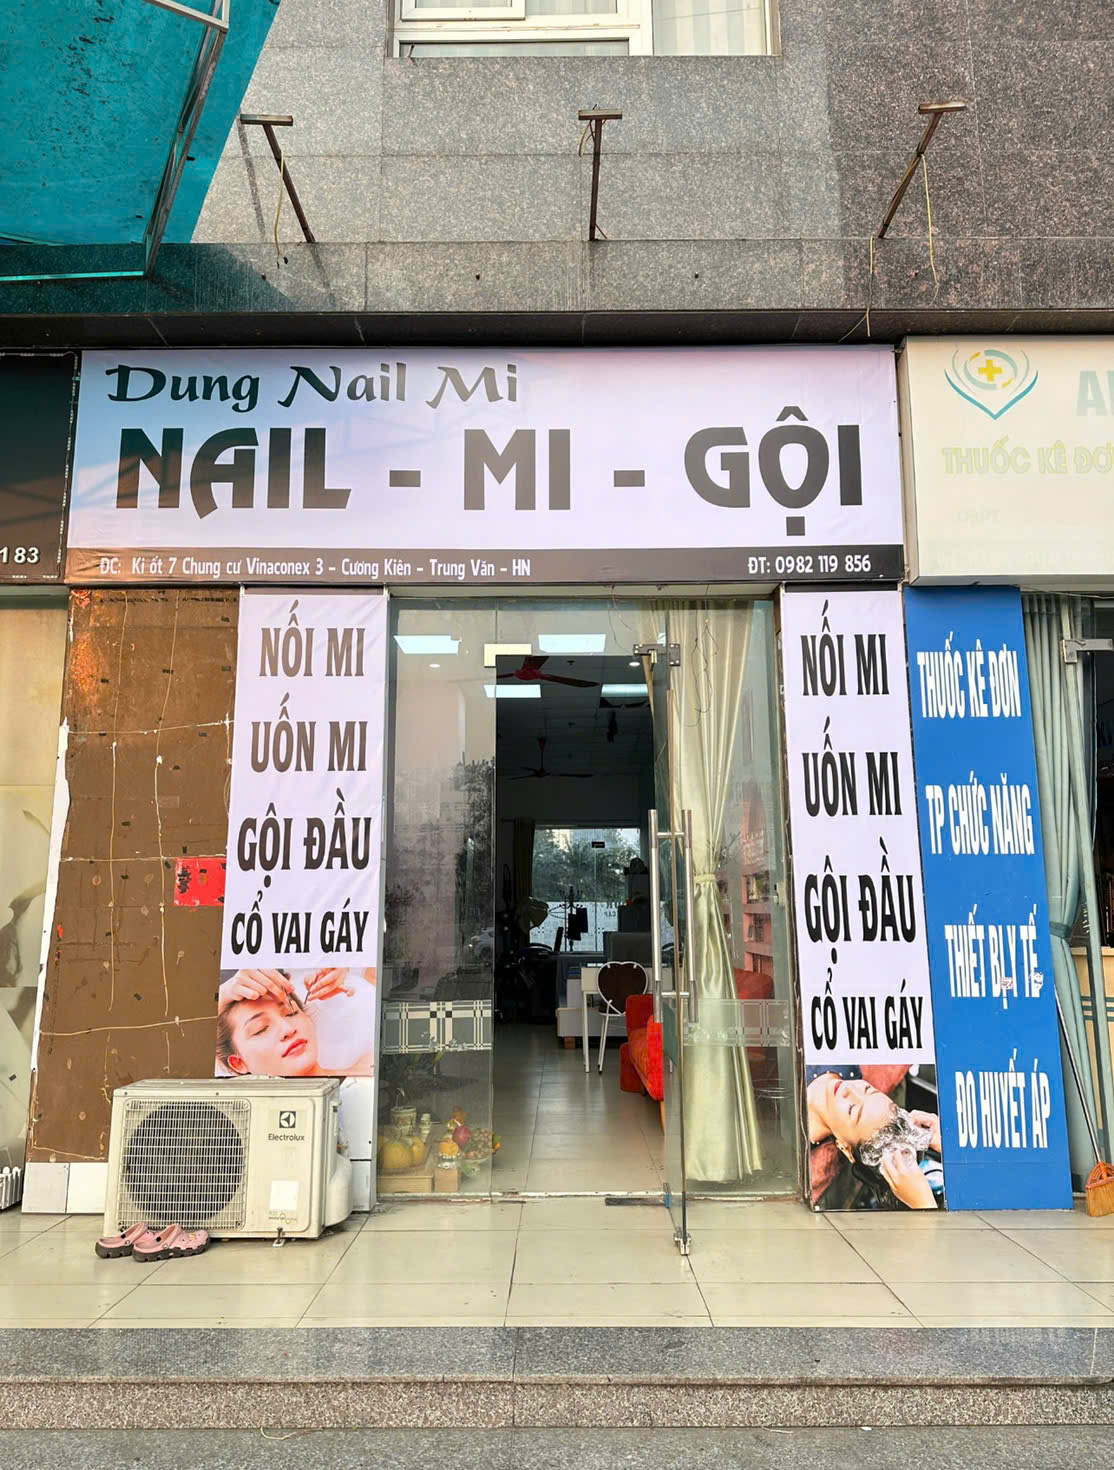 Dung Nail Mi
NAIL - MI - GỘI
ĐC: Ki ốt 7 Chung cư Vinaconex 3 - Cương Kiên - Trung Văn - HN
ĐT: 0982 119 856
183
THUỐC KÊ ĐƠN
NỐI MI
UỐN MI
GỘI ĐẦU
CỔ VAI GÁY
Electrolux
NỐI MI
UỐN MI
GỘI ĐẦU
CỔ VAI GÁY
THUỐC KÊ ĐƠN
TP CHỨC NĂNG
THIẾT BỊ Y TẾ
ĐO HUYẾT ÁP